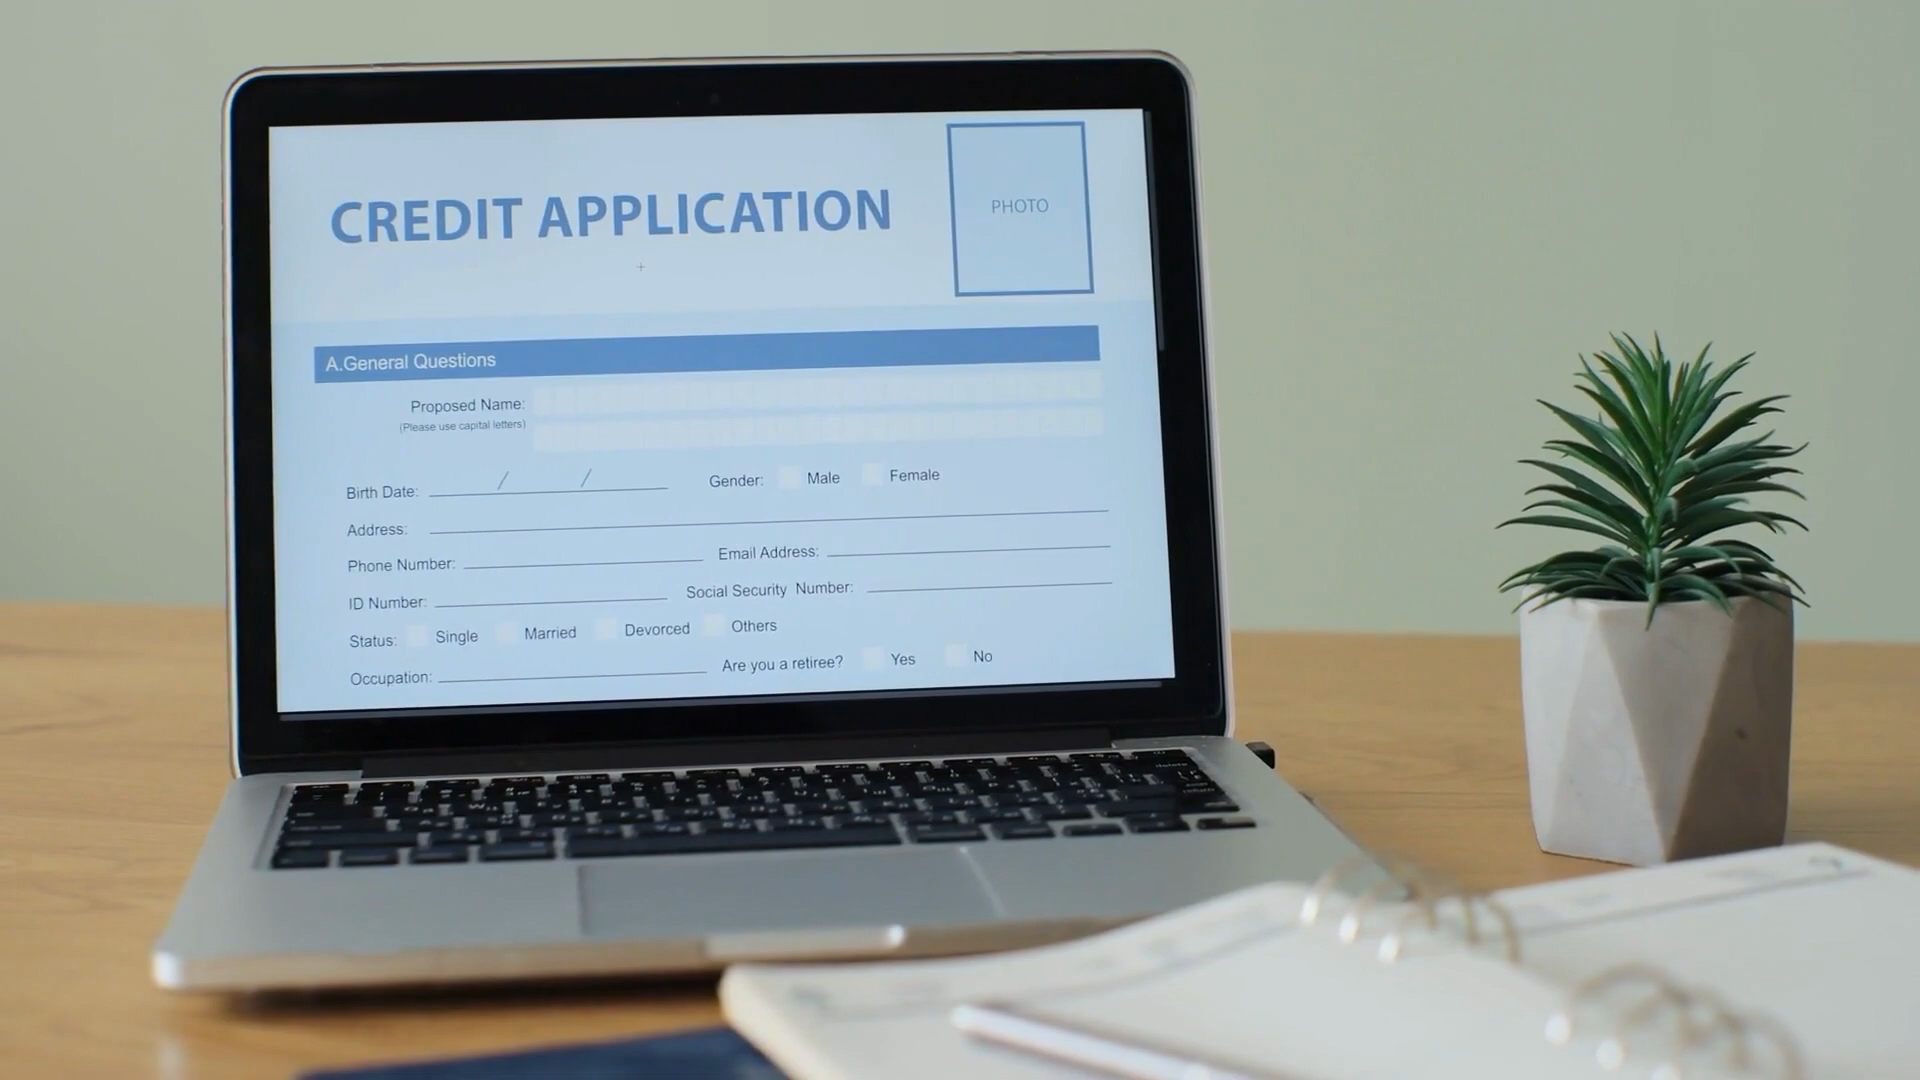 CREDIT APPLICATION
PHOTO
A.General Questions
Proposed Name:
(Please use capital letters)
Birth Date: / / Gender: Male Female
Address:
Phone Number: Email Address:
ID Number: Social Security Number:
Status: Single Married Devorced Others
Occupation: Are you a retiree? Yes No